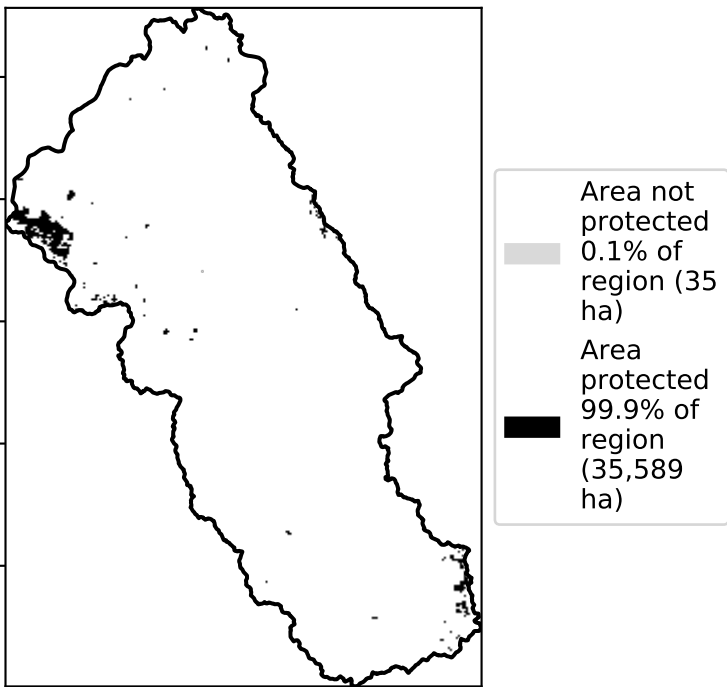 Area not
protected
0.1% of
region (35
ha)
Area
protected
99.9% of
region
(35,589
ha)